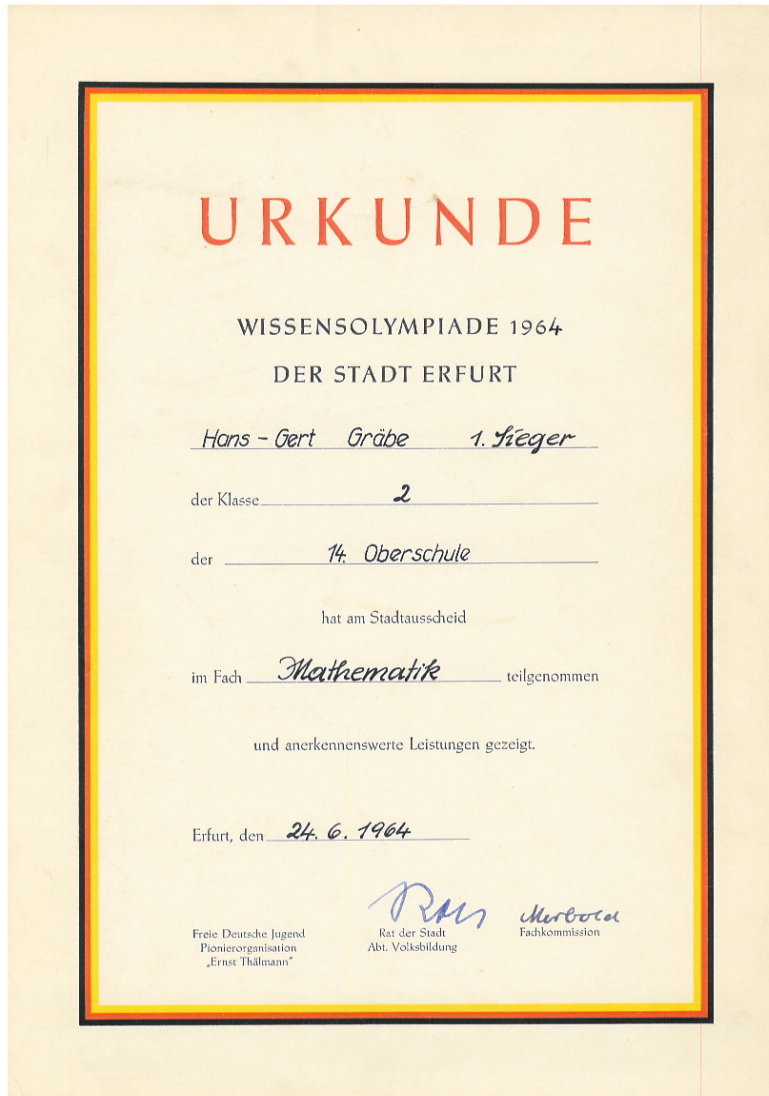 URKUNDE
WISSENSOLYMPIADE 1964
DER STADT ERFURT
Hans - Gert Gräbe 1. Sieger
der Klasse 2
der 14. Oberschule
hat am Stadtausscheid
im Fach Mathematik teilgenommen
und anerkennenswerte Leistungen gezeigt.
Erfurt, den 24. 6. 1964
Merbold
Freie Deutsche Jugend
Pionierorganisation
„Ernst Thälmann"
Rat der Stadt
Abt. Volksbildung
Fachkommission